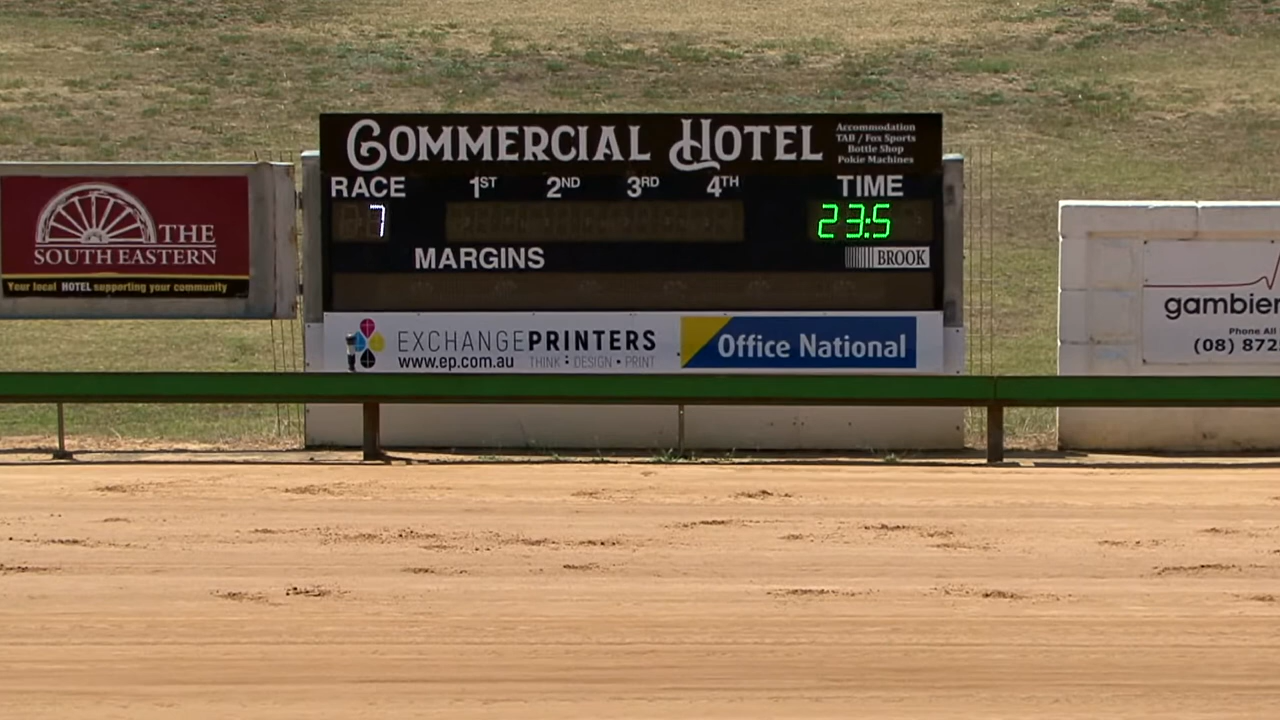 COMMERCIAL HOTEL
Accommodation
TAB / Fox Sports
Bottle Shop
Pokie Machines
RACE 1ST 2ND 3RD 4TH TIME
7 23:5
MARGINS
BROOK
THE
SOUTH EASTERN
Your local HOTEL supporting your community
EXCHANGEPRINTERS
www.ep.com.au THINK : DESIGN • PRINT
Office National
gambier
Phone All
(08) 872